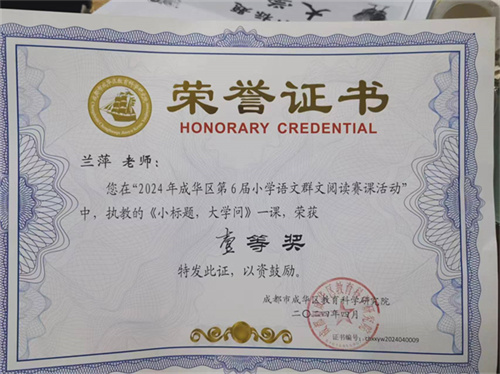 荣誉证书
HONORARY CREDENTIAL
兰萍 老师：
您在“2024年成华区第6届小学语文群文阅读赛课活动”
中，执教的《小标题，大学问》一课，荣获
壹等奖
特发此证，以资鼓励。
成都市成华区教育科学研究院
二〇二四年四月
证书编号：